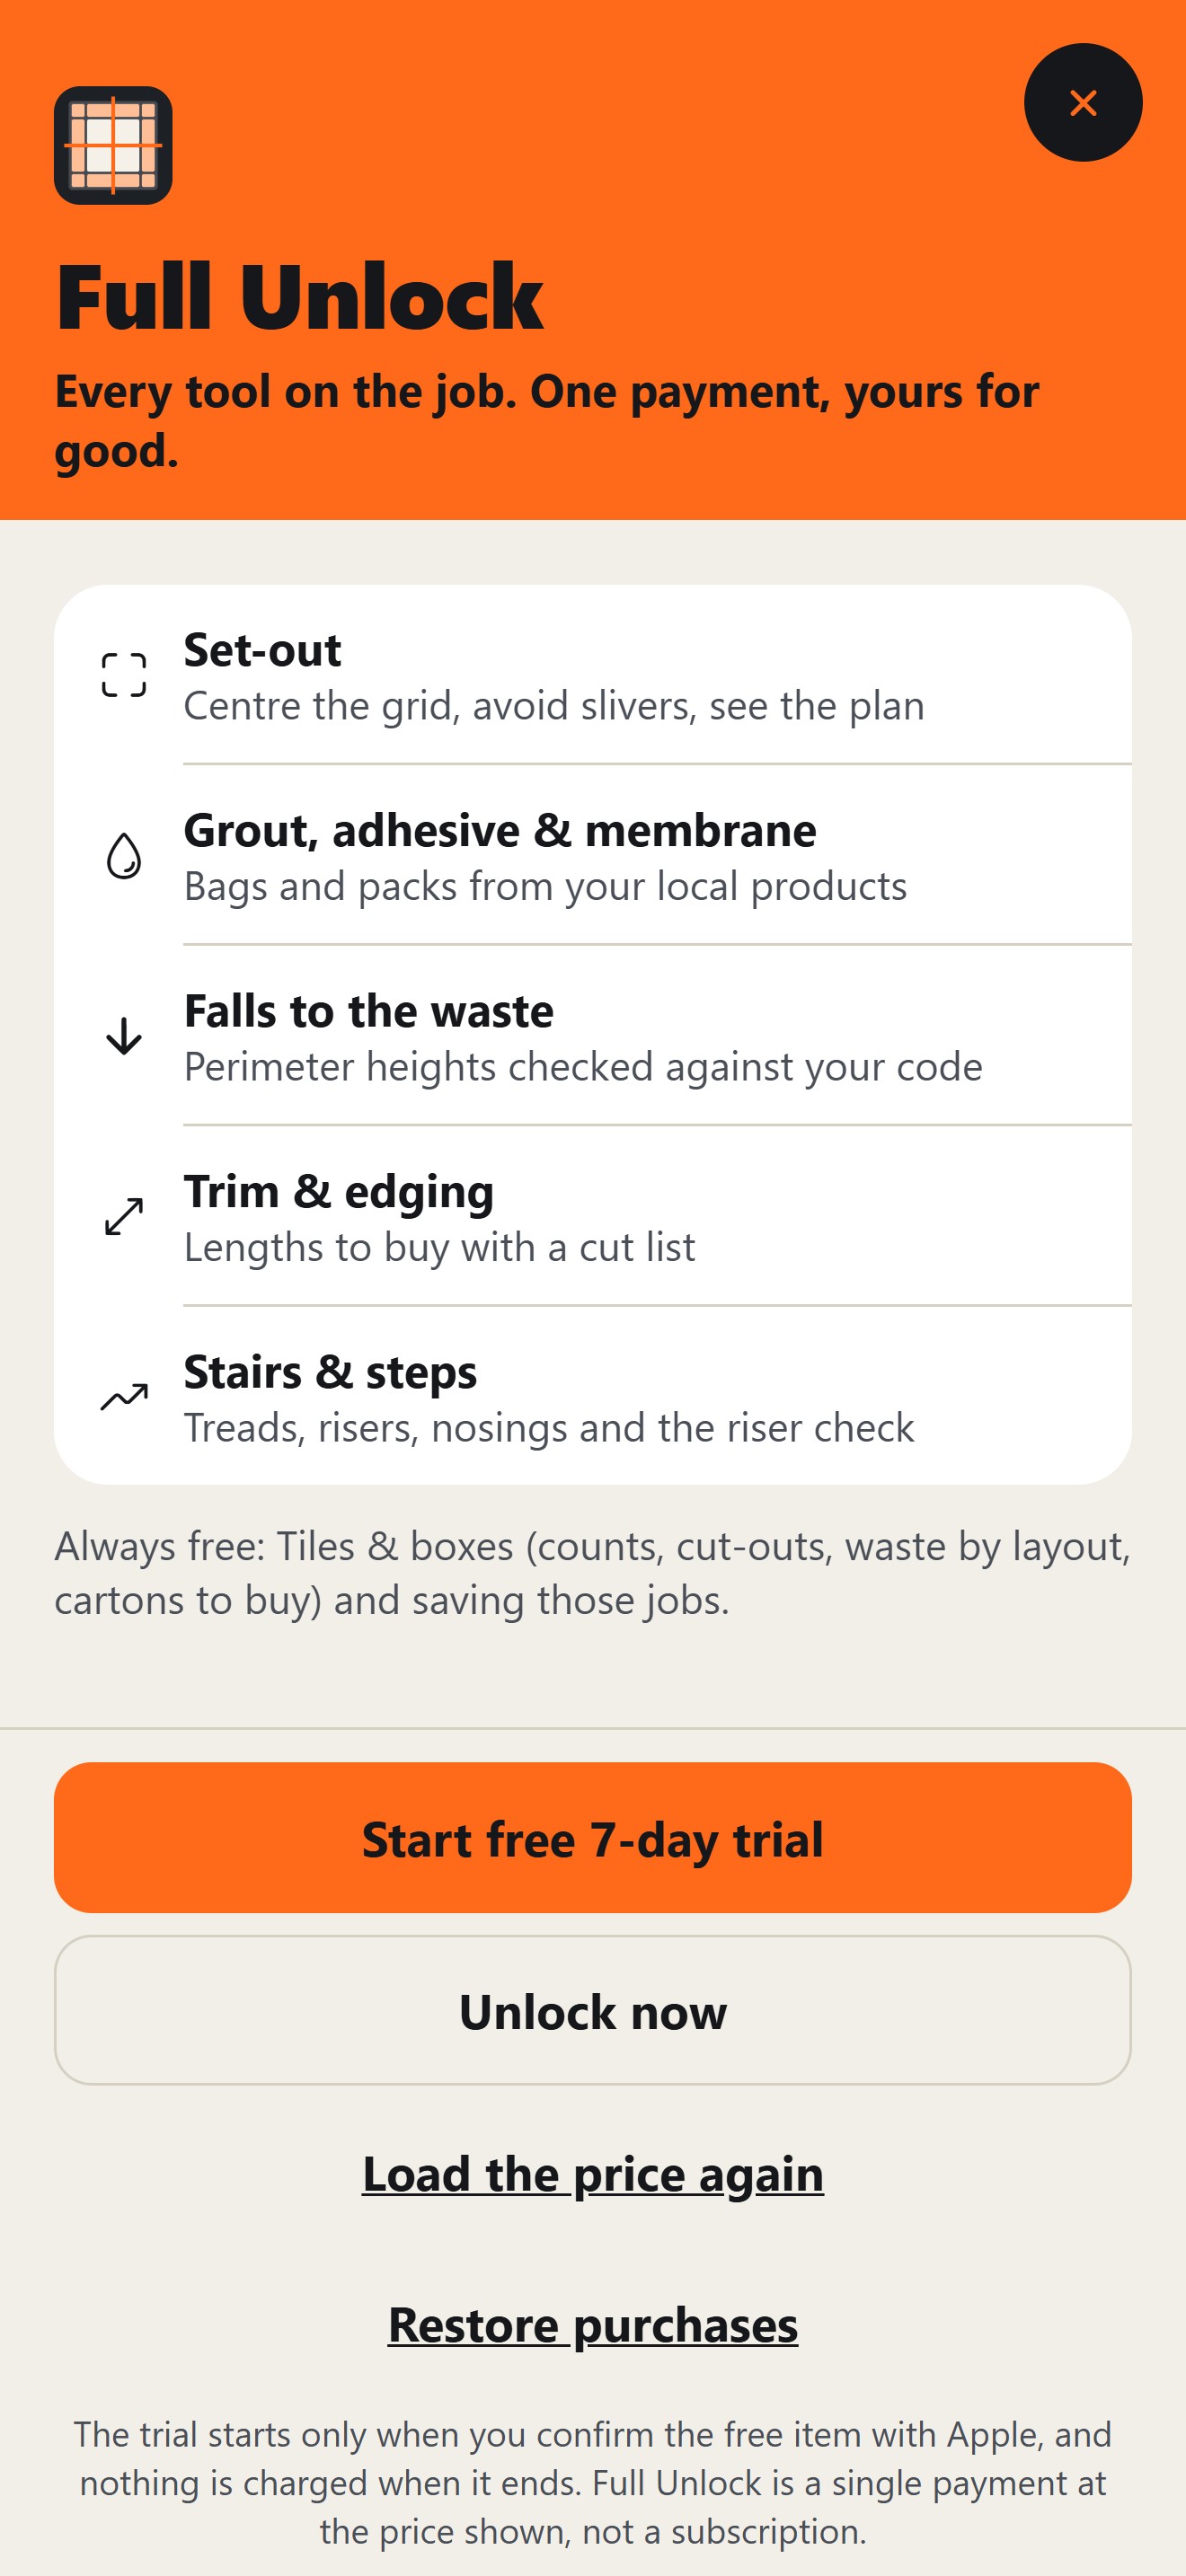 Full Unlock
Every tool on the job. One payment, yours for
good.
Set-out
Centre the grid, avoid slivers, see the plan
Grout, adhesive & membrane
Bags and packs from your local products
Falls to the waste
Perimeter heights checked against your code
Trim & edging
Lengths to buy with a cut list
Stairs & steps
Treads, risers, nosings and the riser check
Always free: Tiles & boxes (counts, cut-outs, waste by layout,
cartons to buy) and saving those jobs.
Start free 7-day trial
Unlock now
Load the price again
Restore purchases
The trial starts only when you confirm the free item with Apple, and
nothing is charged when it ends. Full Unlock is a single payment at
the price shown, not a subscription.